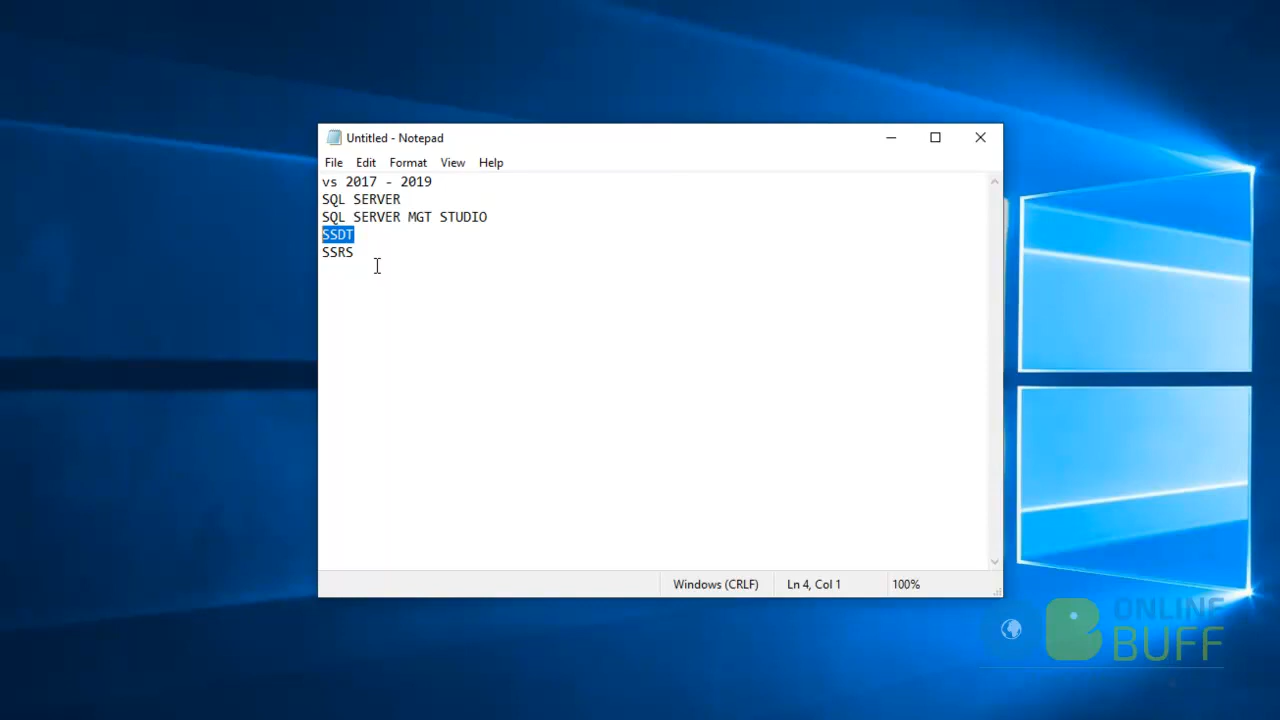 Untitled - Notepad
File Edit Format View Help
vs 2017 - 2019
SQL SERVER
SQL SERVER MGT STUDIO
SSDT
SSRS
Windows (CRLF) Ln 4, Col 1 100%
ONLINE
BUFF